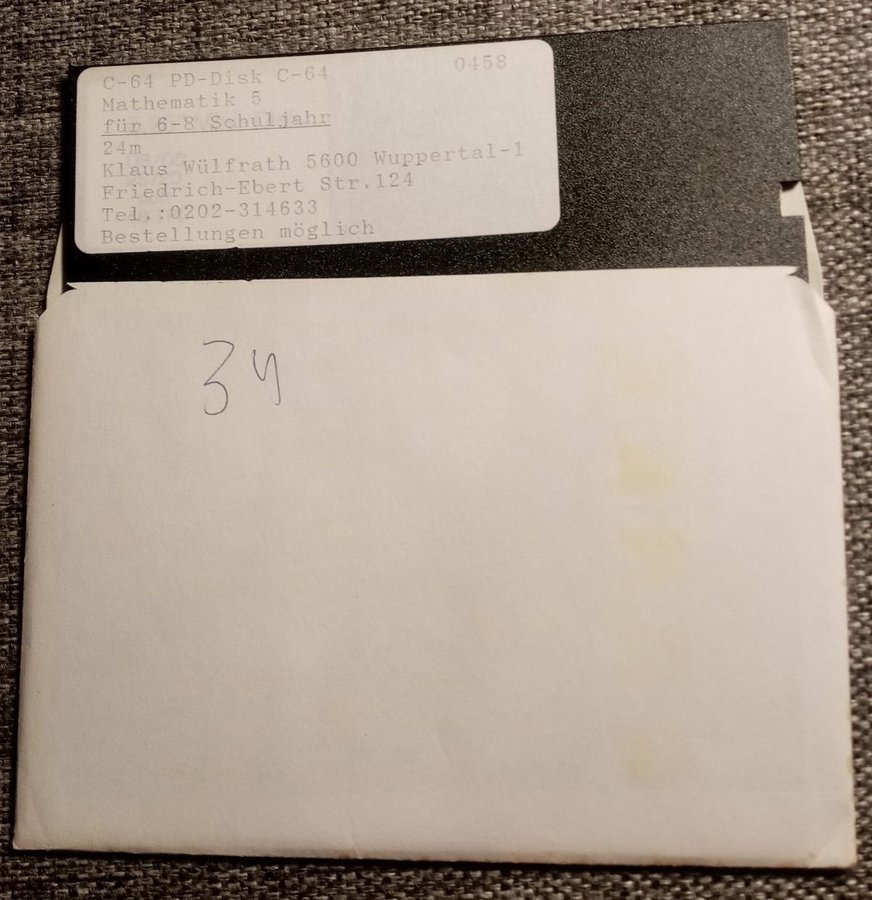 C-64 PD-Disk C-64 0458
Mathematik 5
für 6-8 Schuljahr
24m
Klaus Wülfrath 5600 Wuppertal-1
Friedrich-Ebert Str.124
Tel.:0202-314633
Bestellungen möglich
34